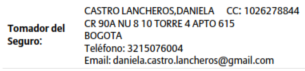 CASTRO LANCHEROS,DANIELA CC: 1026278844
Tomador del Seguro:
CR 90A NU 8 10 TORRE 4 APTO 615
BOGOTA
Teléfono: 3215076004
Email: daniela.castro.lancheros@gmail.com